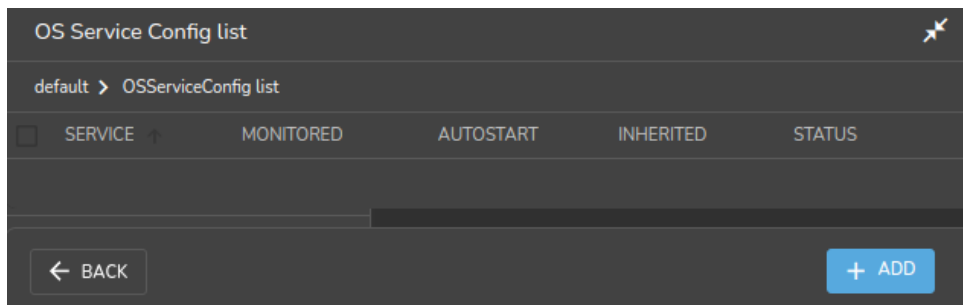 OS Service Config list
default > OSServiceConfig list
SERVICE ↑ MONITORED AUTOSTART INHERITED STATUS
← BACK + ADD